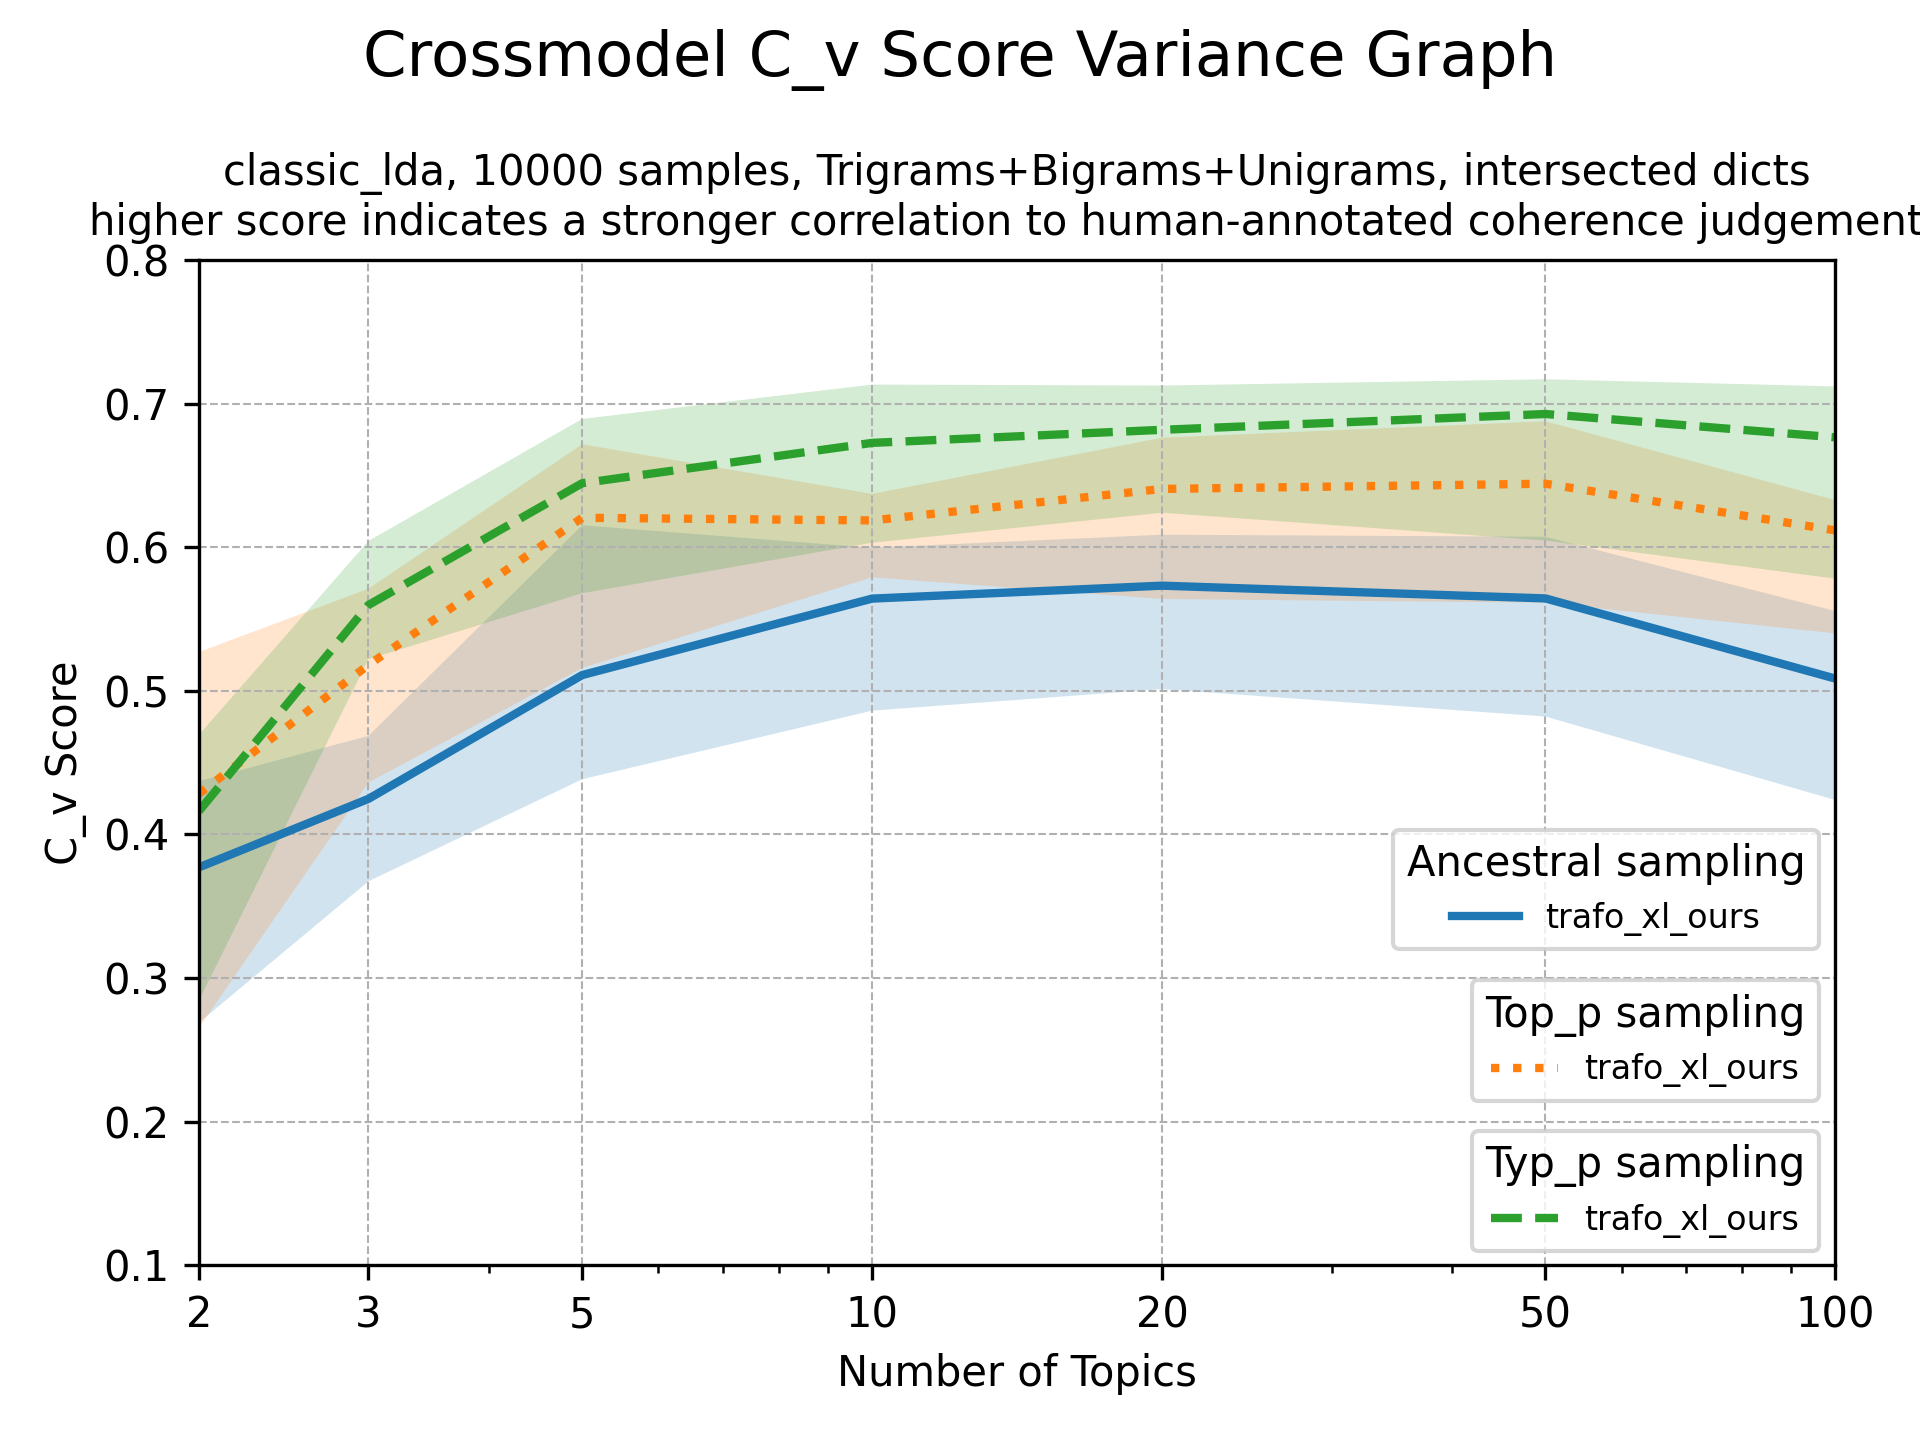 Crossmodel C_v Score Variance Graph
classic_lda, 10000 samples, Trigrams+Bigrams+Unigrams, intersected dicts
higher score indicates a stronger correlation to human-annotated coherence judgement
0.8
0.7
0.6
0.5
0.4
0.3
0.2
0.1
C_v Score
Ancestral sampling
trafo_xl_ours
Top_p sampling
trafo_xl_ours
Typ_p sampling
trafo_xl_ours
2 3 5 10 20 50 100
Number of Topics